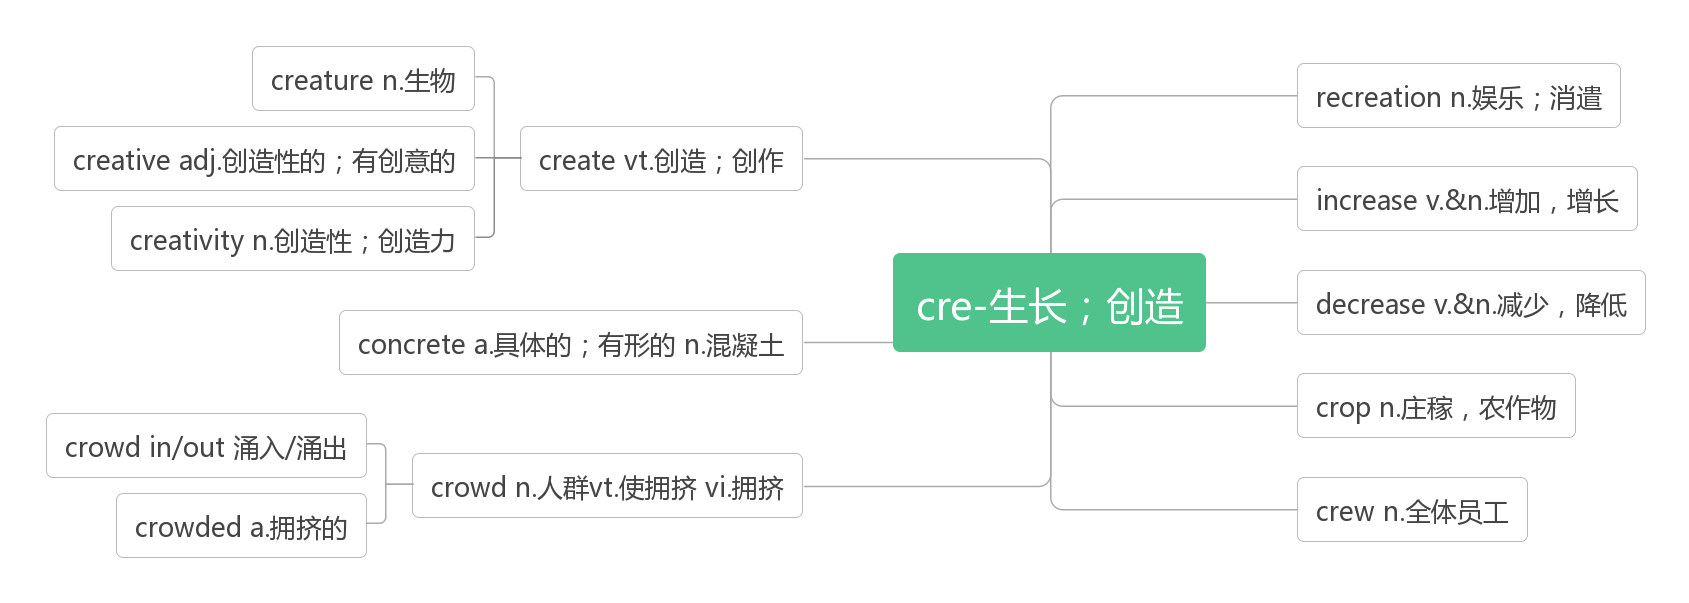 cre-生长；创造
recreation n.娱乐；消遣
increase v.&n.增加，增长
decrease v.&n.减少，降低
crop n.庄稼，农作物
crew n.全体员工
create vt.创造；创作
creature n.生物
creative adj.创造性的；有创意的
creativity n.创造性；创造力
concrete a.具体的；有形的 n.混凝土
crowd n.人群vt.使拥挤 vi.拥挤
crowd in/out 涌入/涌出
crowded a.拥挤的